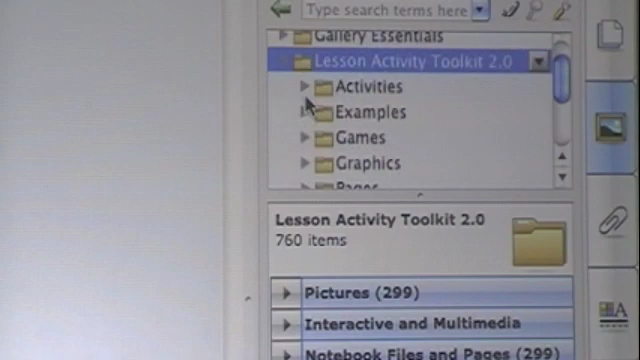 Type search terms here
Gallery Essentials
Lesson Activity Toolkit 2.0
Activities
Examples
Games
Graphics
Pages
Lesson Activity Toolkit 2.0
760 items
Pictures (299)
Interactive and Multimedia
Notebook Files and Pages (299)
A